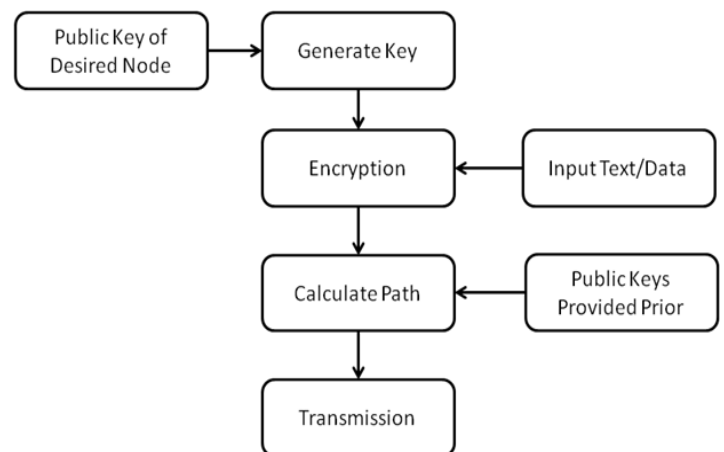 Public Key of
Desired Node
Generate Key
Encryption
Input Text/Data
Calculate Path
Public Keys
Provided Prior
Transmission